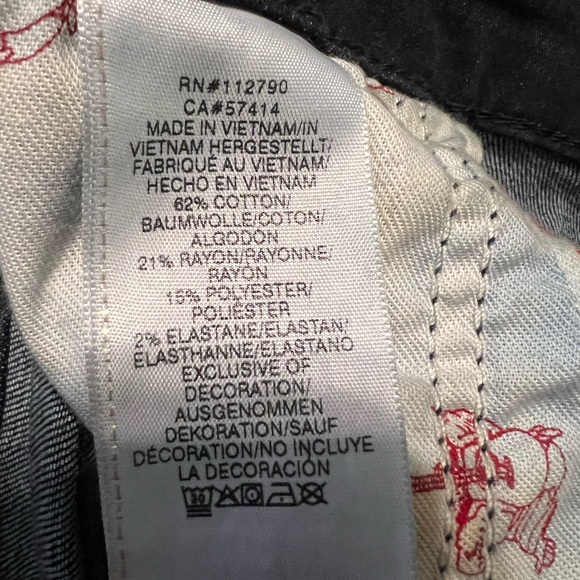 RN#112790
CA#57414
MADE IN VIETNAM/IN
VIETNAM HERGESTELLT/
FABRIQUÉ AU VIETNAM/
HECHO EN VIETNAM
62% COTTON/
BAUMWOLLE/COTON/
ALGODÓN
21% RAYON/RAYONNE/
RAYÓN
15% POLYESTER/
POLIÉSTER
2% ELASTANE/ELASTAN/
ÉLASTHANNE/ELASTANO
EXCLUSIVE OF
DECORATION/
AUSGENOMMEN
DEKORATION/SAUF
DÉCORATION/NO INCLUYE
LA DECORACIÓN
30